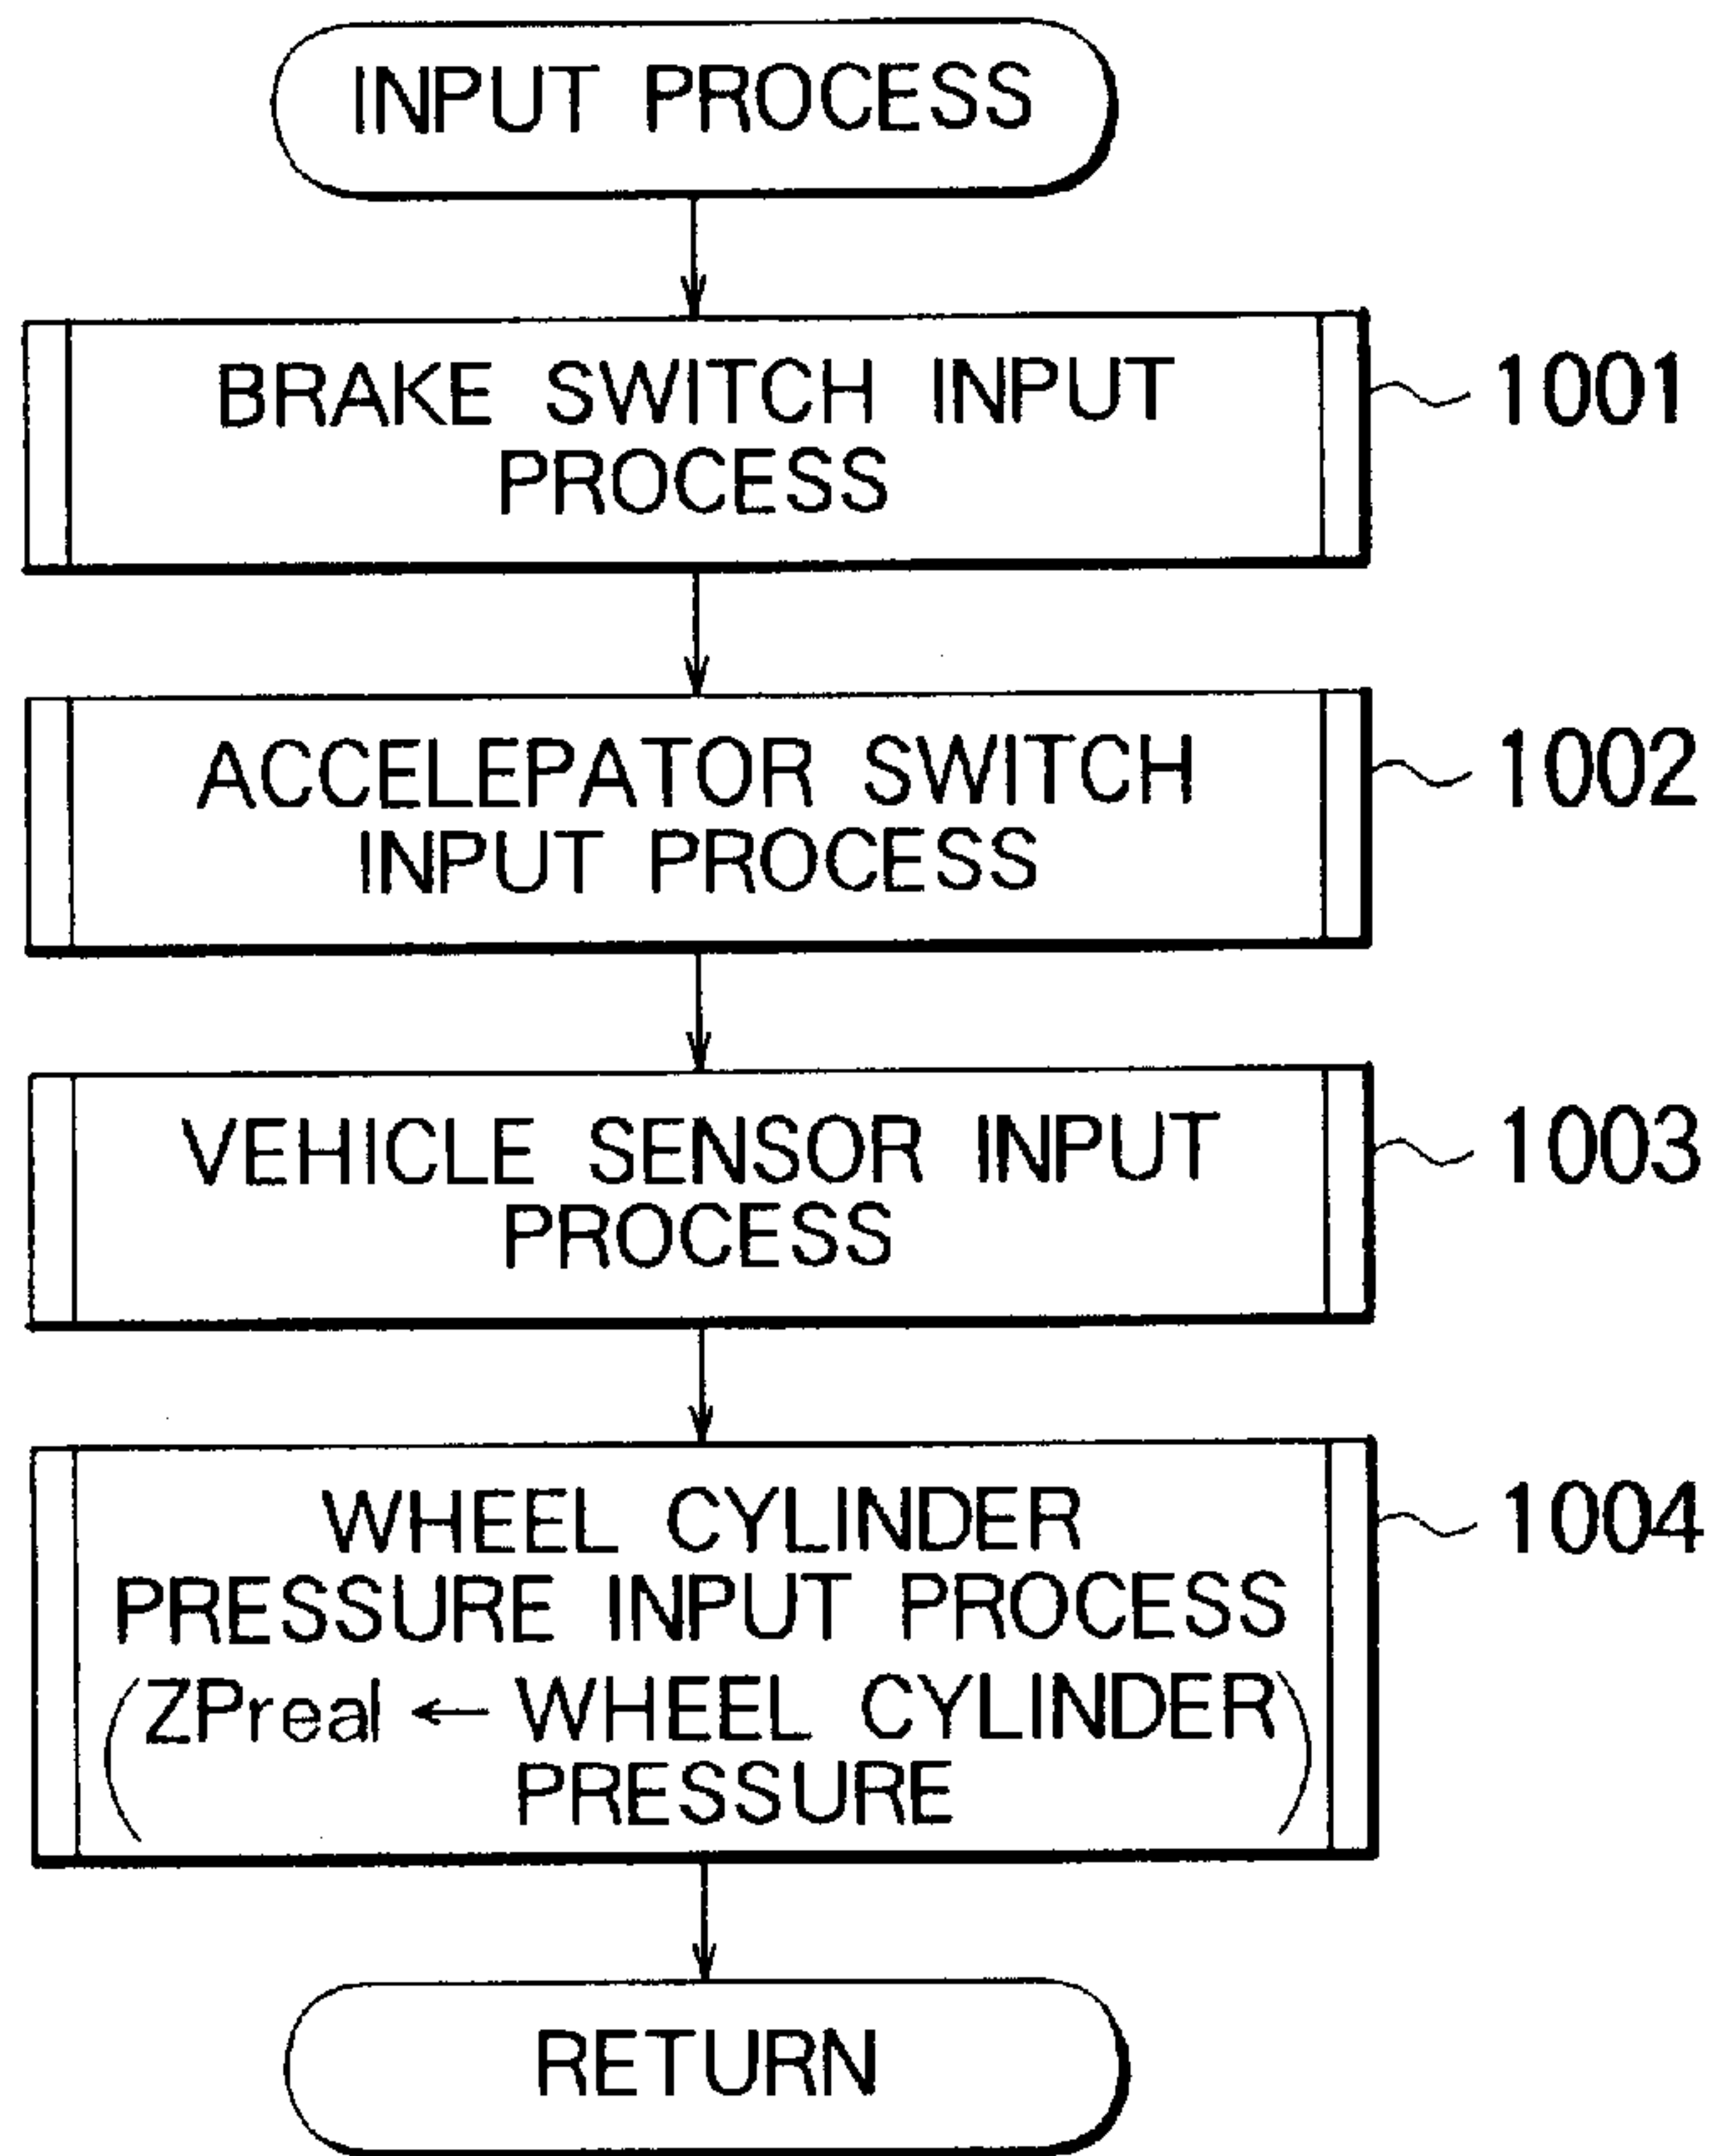 INPUT PROCESS
BRAKE SWITCH INPUT
PROCESS
1001
ACCELEPATOR SWITCH
INPUT PROCESS
1002
VEHICLE SENSOR INPUT
PROCESS
1003
WHEEL CYLINDER
PRESSURE INPUT PROCESS
(ZPreal ← WHEEL CYLINDER
PRESSURE)
1004
RETURN